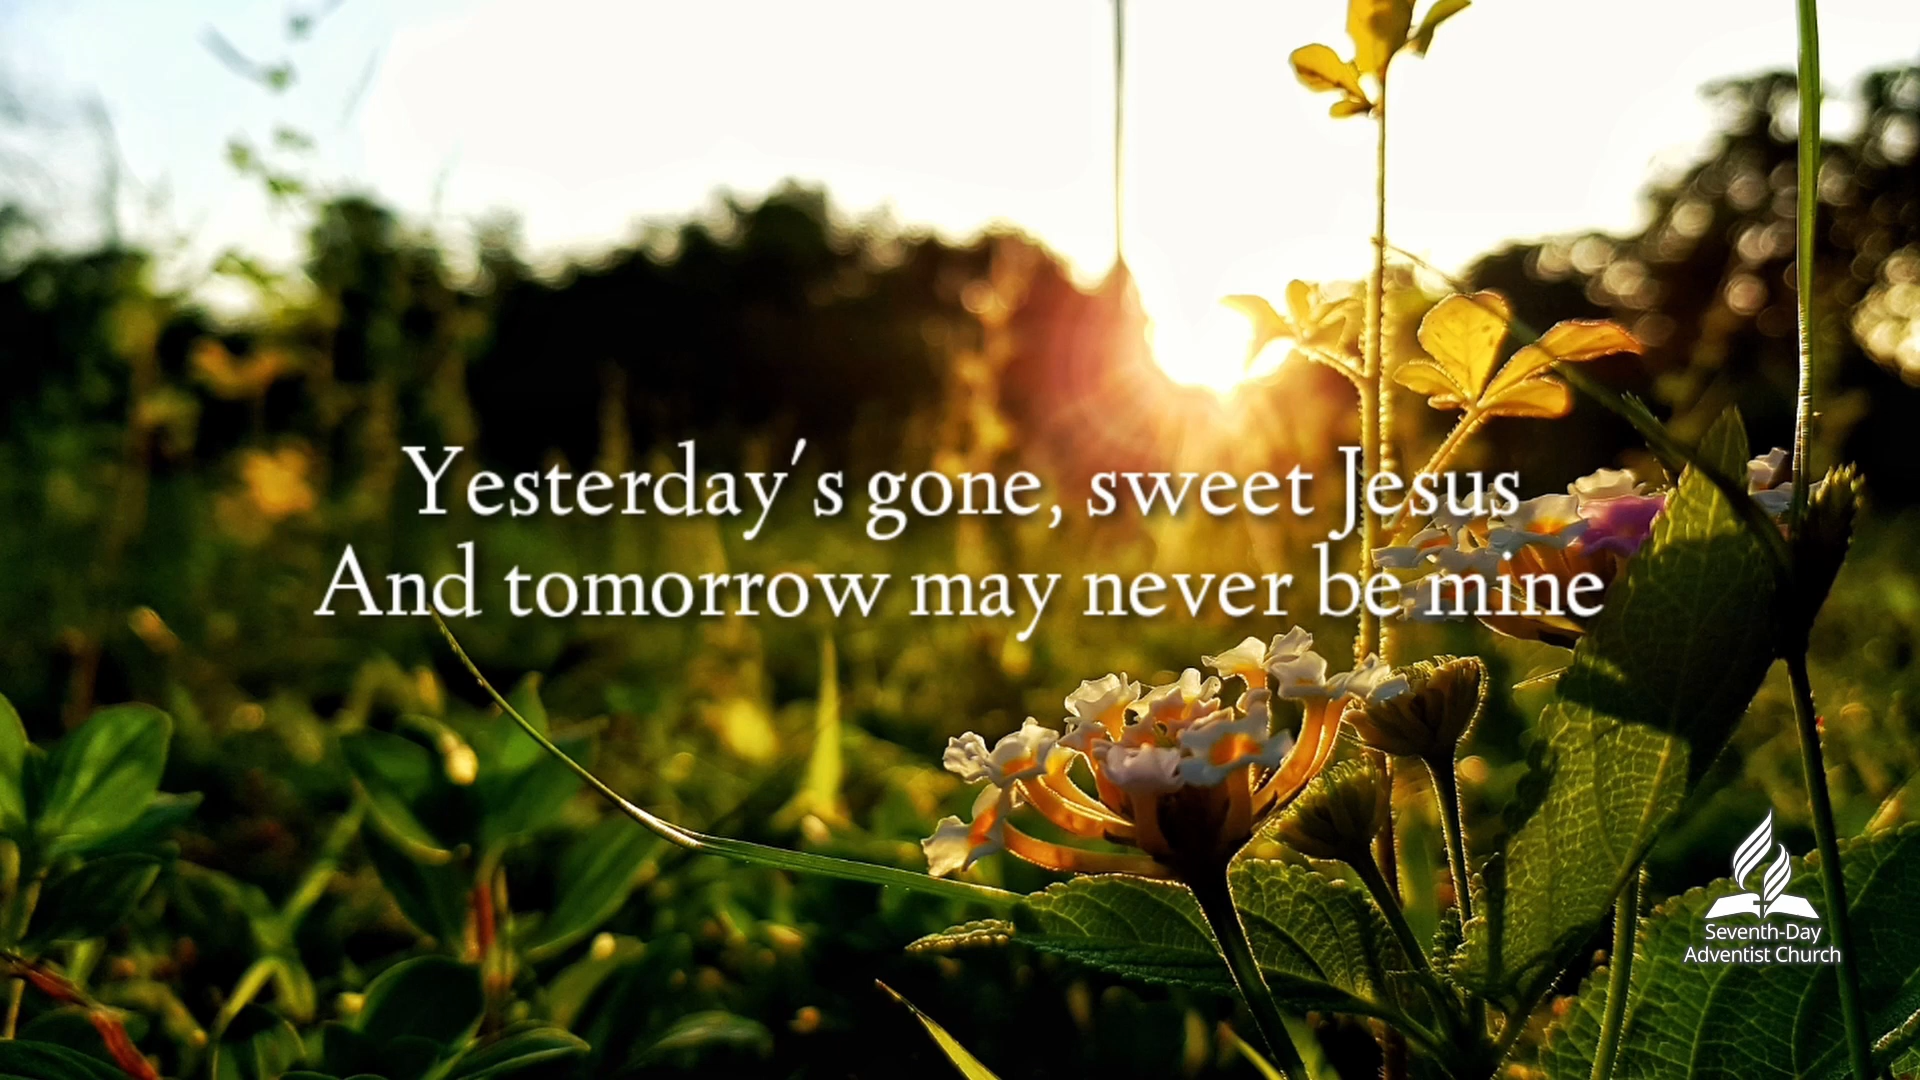 Yesterday's gone, sweet Jesus
And tomorrow may never be mine
Seventh-Day
Adventist Church